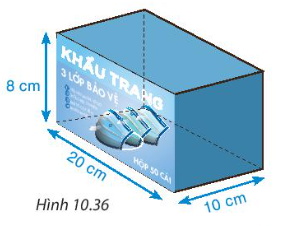 KHẨU TRANG
3 LỚP BẢO VỆ
HỘP 50 CÁI
8 cm
20 cm
10 cm
Hình 10.36